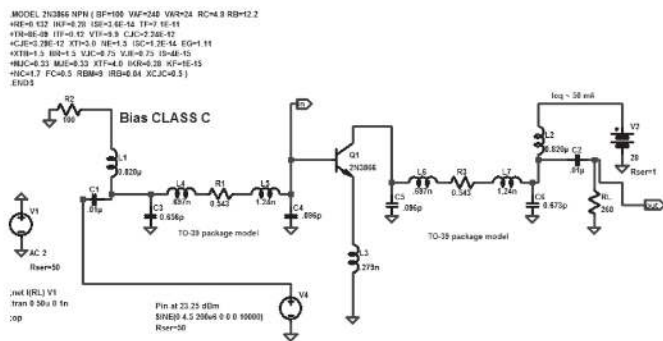 .MODEL 2N3866 NPN ( BF=100 VAF=240 VAR=24 RC=4.9 RB=12.2
+RE=0.132 IKF=0.28 ISE=3.6E-14 TF=7.1E-11
+TR=8E-09 ITF=0.12 VTF=9.9 CJC=2.24E-12
+CJE=3.29E-12 XTI=3.0 NE=1.5 ISC=1.2E-14 EG=1.11
+XTB=1.5 BR=1.5 VJC=0.75 VJE=0.75 IS=4E-15
+MJC=0.33 MJE=0.33 XTF=4.0 IKR=0.28 KF=1E-15
+NC=1.7 FC=0.5 RBM=9 IRB=0.04 XCJC=0.5 )
.ENDS
R2
100
Bias CLASS C
in
Icq ~ 30 mA
L1
0.820µ
Q1
2N3866
L2
0.820µ
V2
20
Rser=1
C1
.01µ
L4
.697n
R1
0.543
L5
1.24n
L6
.697n
R3
0.543
L7
1.24n
C2
.01µ
V1
AC 2
Rser=50
C3
0.656p
C4
.096p
C5
.096p
C6
0.673p
RL
260
out
TO-39 package model
TO-39 package model
L3
.279n
V4
Pin at 23.25 dBm
SINE(0 4.5 200e6 0 0 0 10000)
Rser=50
;net I(RL) V1
tran 0 50u 0 1n
;op